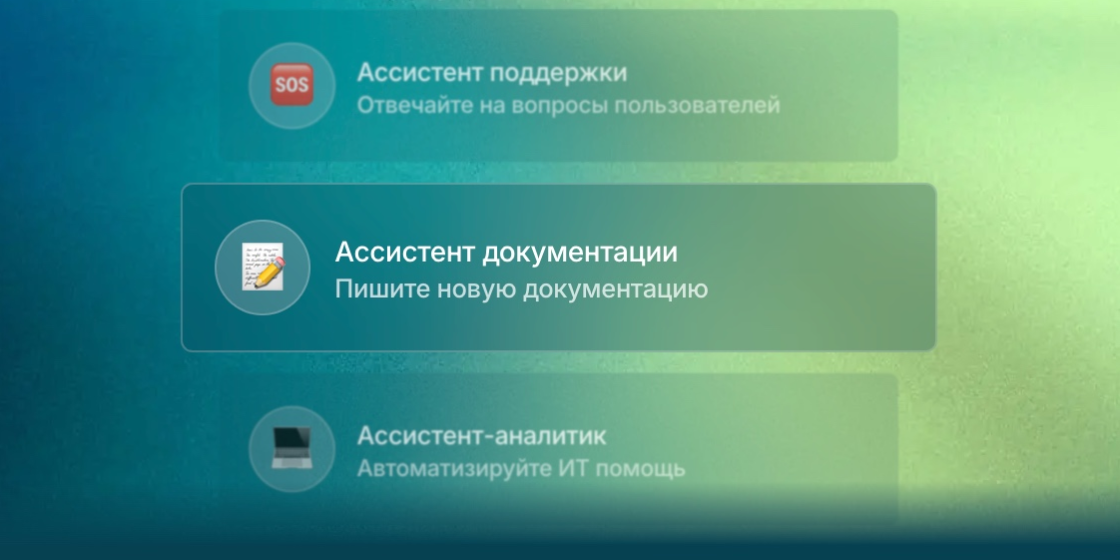 SOS
Ассистент поддержки
Отвечайте на вопросы пользователей
Ассистент документации
Пишите новую документацию
Ассистент-аналитик
Автоматизируйте ИТ помощь